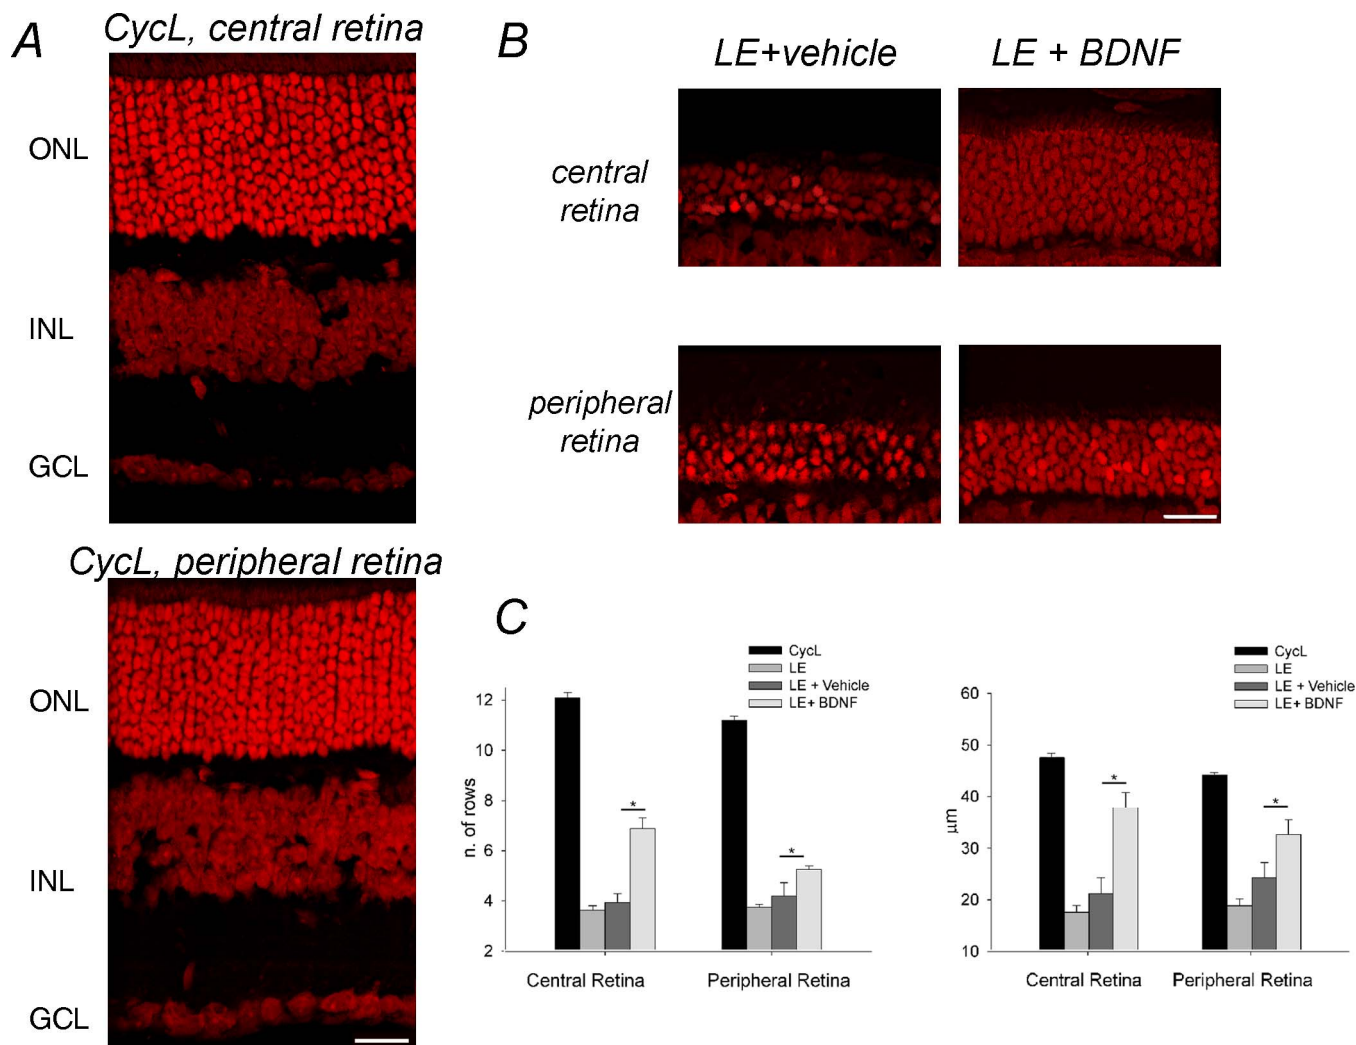 A
CycL, central retina
ONL
INL
GCL
CycL, peripheral retina
ONL
INL
GCL
B
LE+vehicle
LE + BDNF
central
retina
peripheral
retina
C
CycL
LE
LE + Vehicle
LE+ BDNF
n. of rows
12
10
8
6
4
2
*
*
Central Retina
Peripheral Retina
CycL
LE
LE + Vehicle
LE+ BDNF
µm
60
50
40
30
20
10
*
*
Central Retina
Peripheral Retina